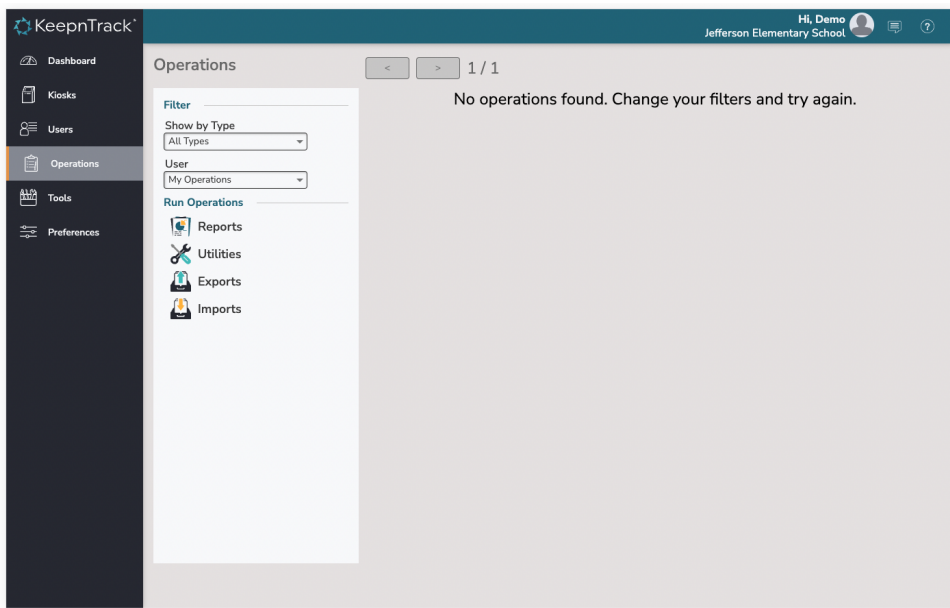 KeepnTrack
Hi, Demo
Jefferson Elementary School
?
Dashboard
Kiosks
Users
Operations
Tools
Preferences
Operations
< > 1 / 1
Filter
Show by Type
All Types
User
My Operations
Run Operations
Reports
Utilities
Exports
Imports
No operations found. Change your filters and try again.